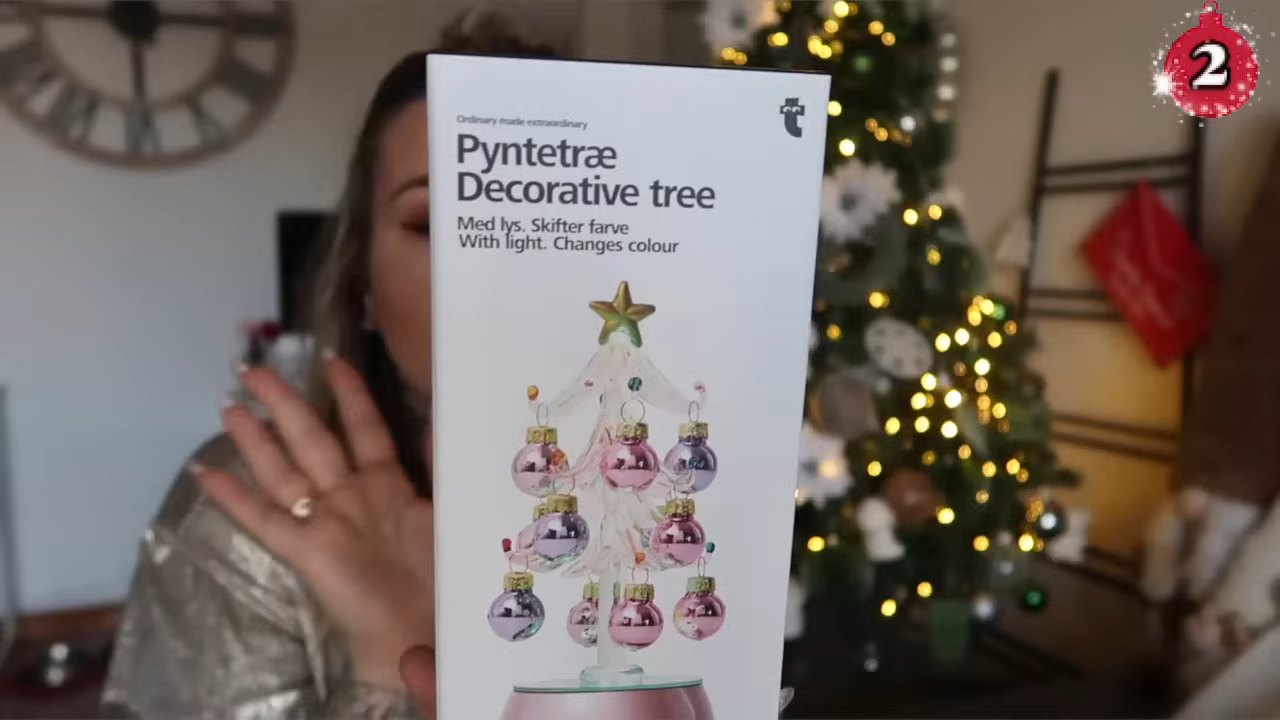 Ordinary made extraordinary
Pyntetræ
Decorative tree
Med lys. Skifter farve
With light. Changes colour
2